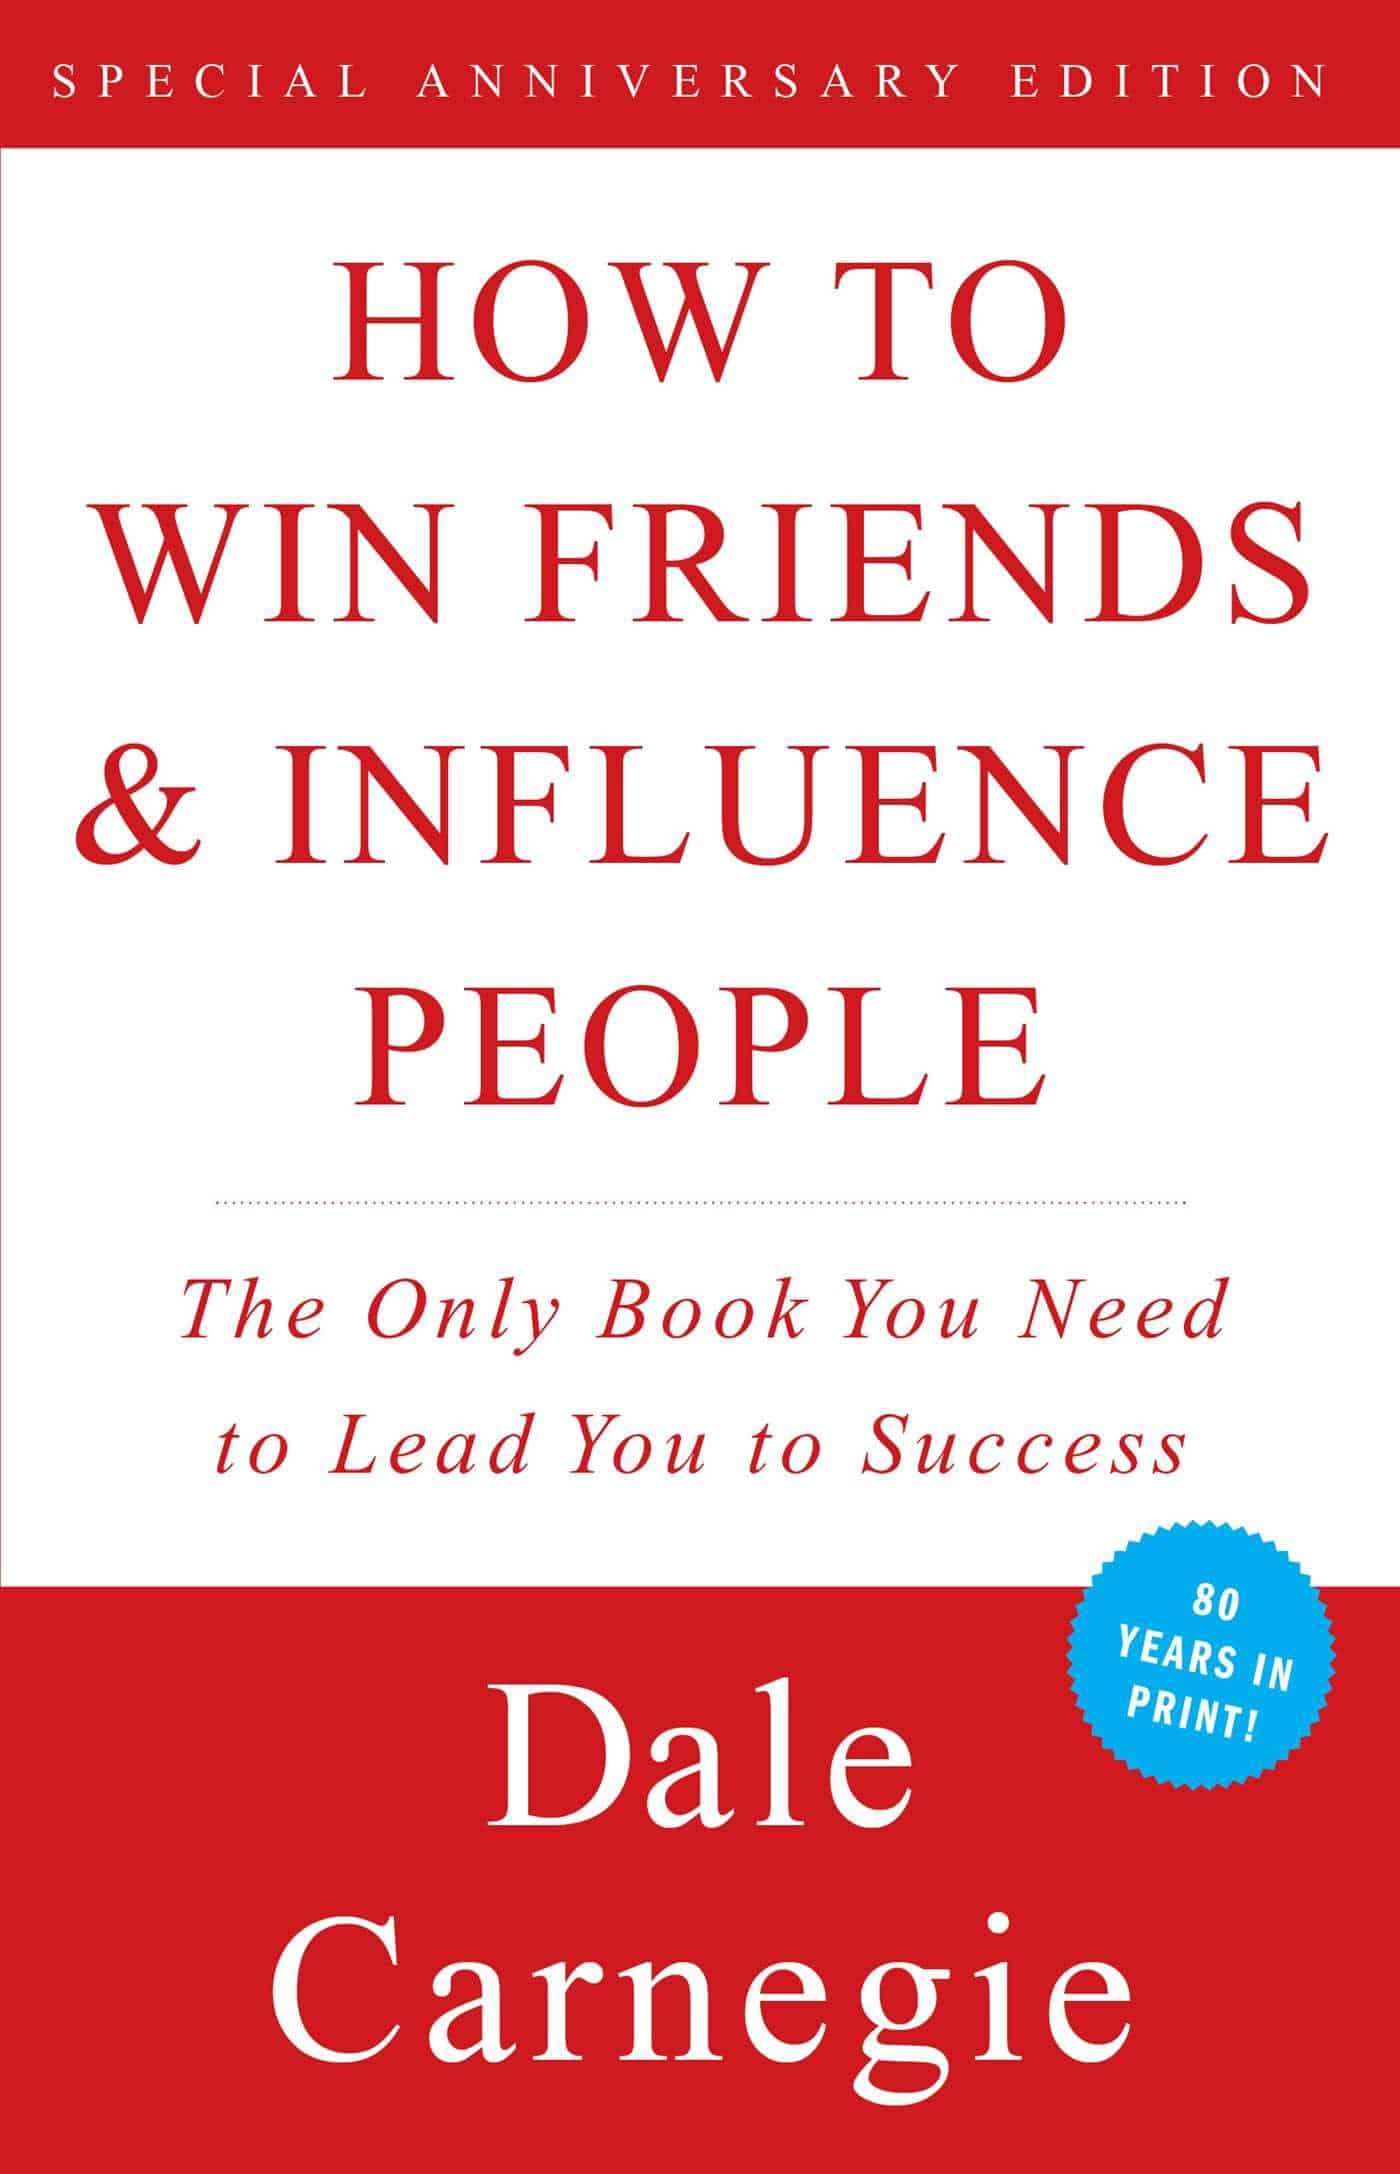 SPECIAL ANNIVERSARY EDITION
HOW TO
WIN FRIENDS
& INFLUENCE
PEOPLE
The Only Book You Need
to Lead You to Success
80
YEARS IN
PRINT!
Dale
Carnegie